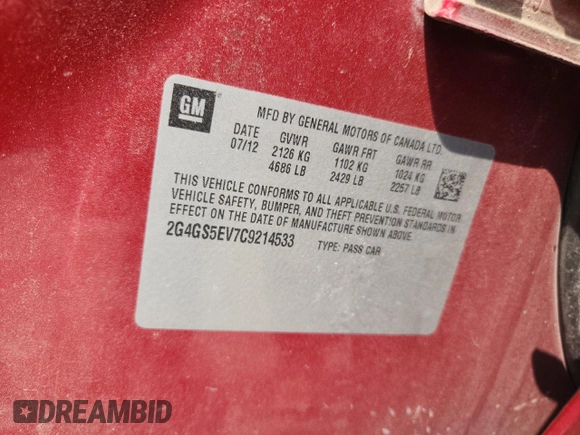 GM
MFD BY GENERAL MOTORS OF CANADA LTD.
DATE GVWR GAWR FRT GAWR RR
07/12 2126 KG 1102 KG 1024 KG
4686 LB 2429 LB 2257 LB
THIS VEHICLE CONFORMS TO ALL APPLICABLE U.S. FEDERAL MOTOR
VEHICLE SAFETY, BUMPER, AND THEFT PREVENTION STANDARDS IN
EFFECT ON THE DATE OF MANUFACTURE SHOWN ABOVE.
2G4GS5EV7C9214533 TYPE: PASS CAR
DREAMBID